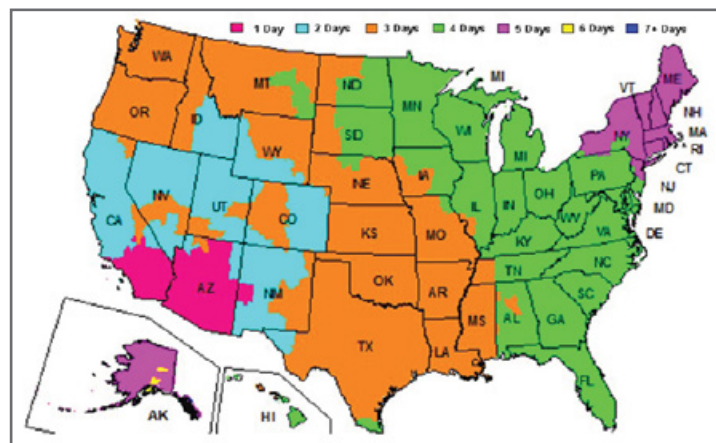 1 Day 2 Days 3 Days 4 Days 5 Days 6 Days 7+ Days
WA
MT
ND
MN
MI
VT
ME
NH
OR
ID
WY
SD
WI
MI
NY
MA
RI
CT
NV
UT
CO
NE
IA
IL
IN
OH
PA
NJ
MD
DE
CA
KS
MO
KY
WV
VA
AZ
NM
OK
AR
TN
NC
SC
TX
LA
MS
AL
GA
FL
AK
HI